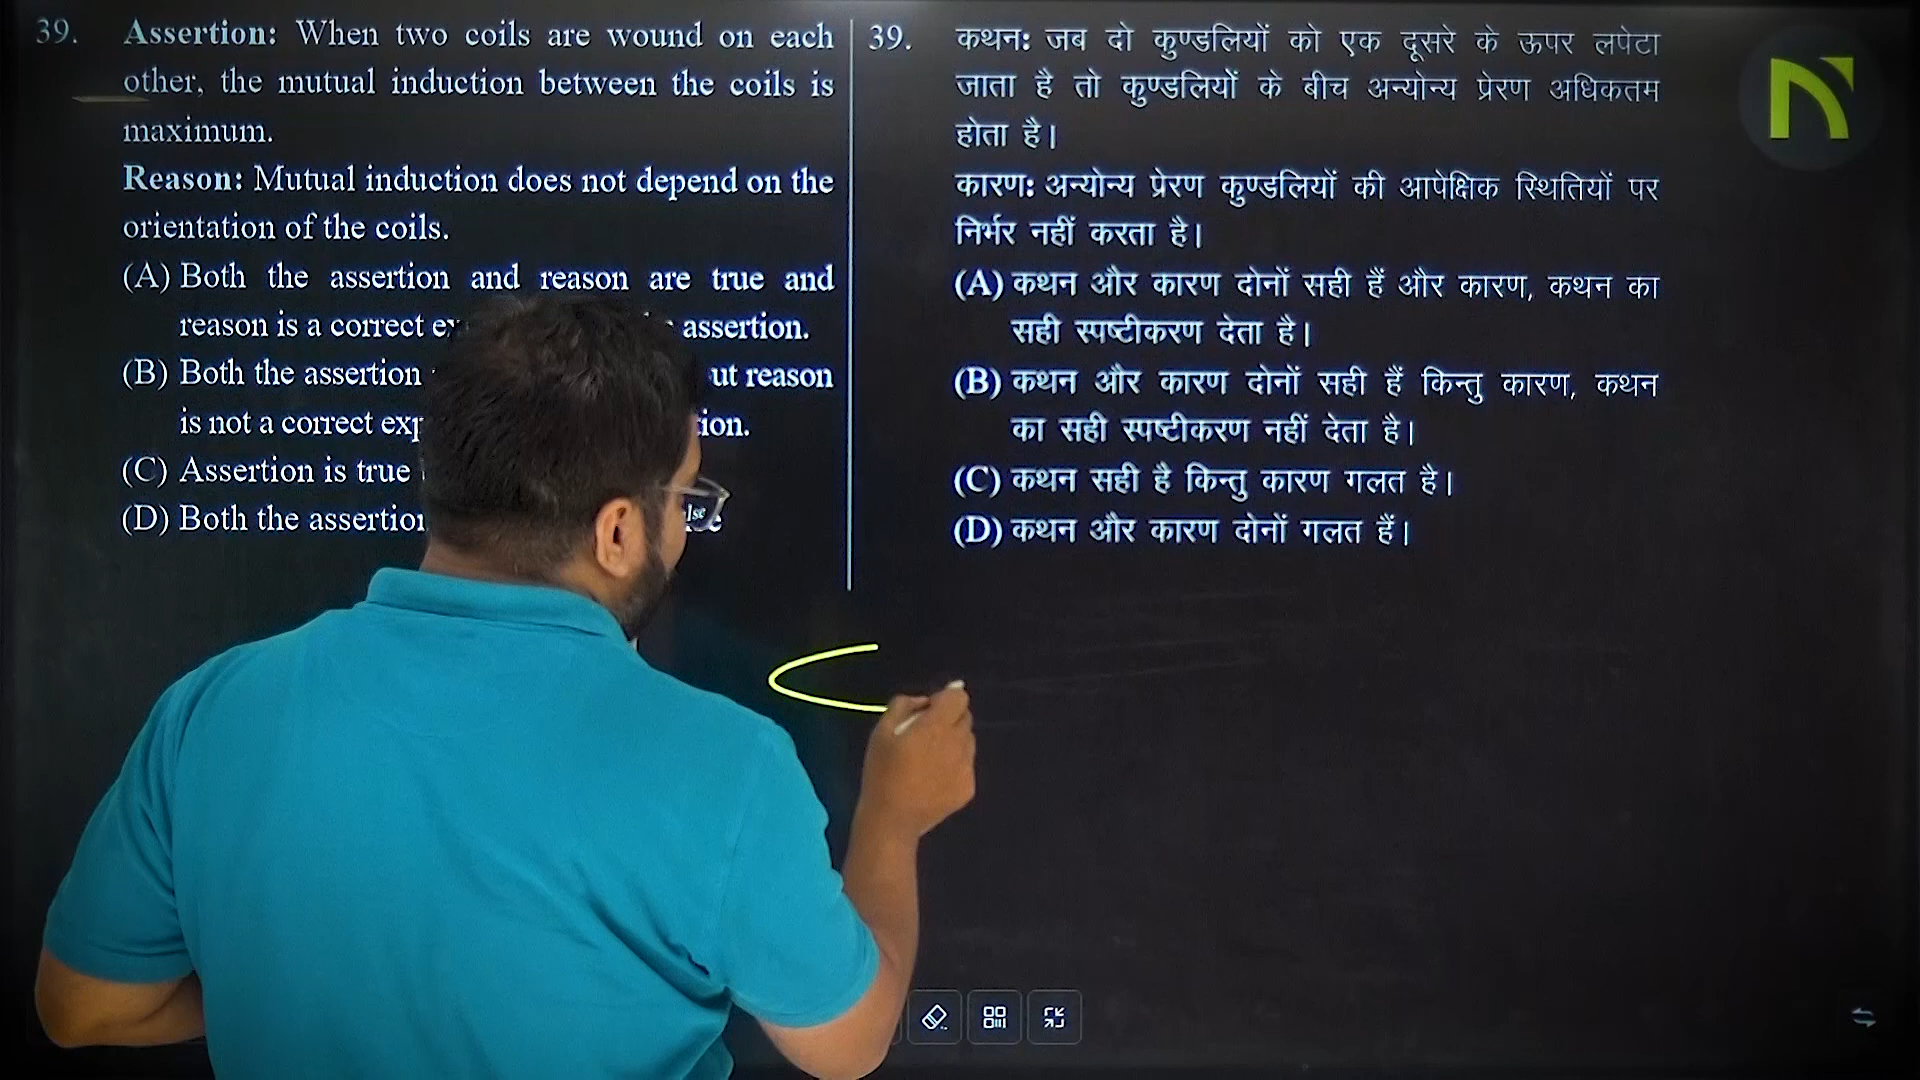 39. Assertion: When two coils are wound on each
other, the mutual induction between the coils is
maximum.
Reason: Mutual induction does not depend on the
orientation of the coils.
(A) Both the assertion and reason are true and
reason is a correct assertion.
(B) Both the assertion reason
is not a correct
(C) Assertion is true
(D) Both the
39. कथन: जब दो कुण्डलियों को एक दूसरे के ऊपर लपेटा
जाता है तो कुण्डलियों के बीच अन्योन्य प्रेरण अधिकतम
होता है।
कारण: अन्योन्य प्रेरण कुण्डलियों की आपेक्षिक स्थितियों पर
निर्भर नहीं करता है।
(A) कथन और कारण दोनों सही हैं और कारण, कथन का
सही स्पष्टीकरण देता है।
(B) कथन और कारण दोनों सही हैं किन्तु कारण, कथन
का सही स्पष्टीकरण नहीं देता है।
(C) कथन सही है किन्तु कारण गलत है।
(D) कथन और कारण दोनों गलत हैं।